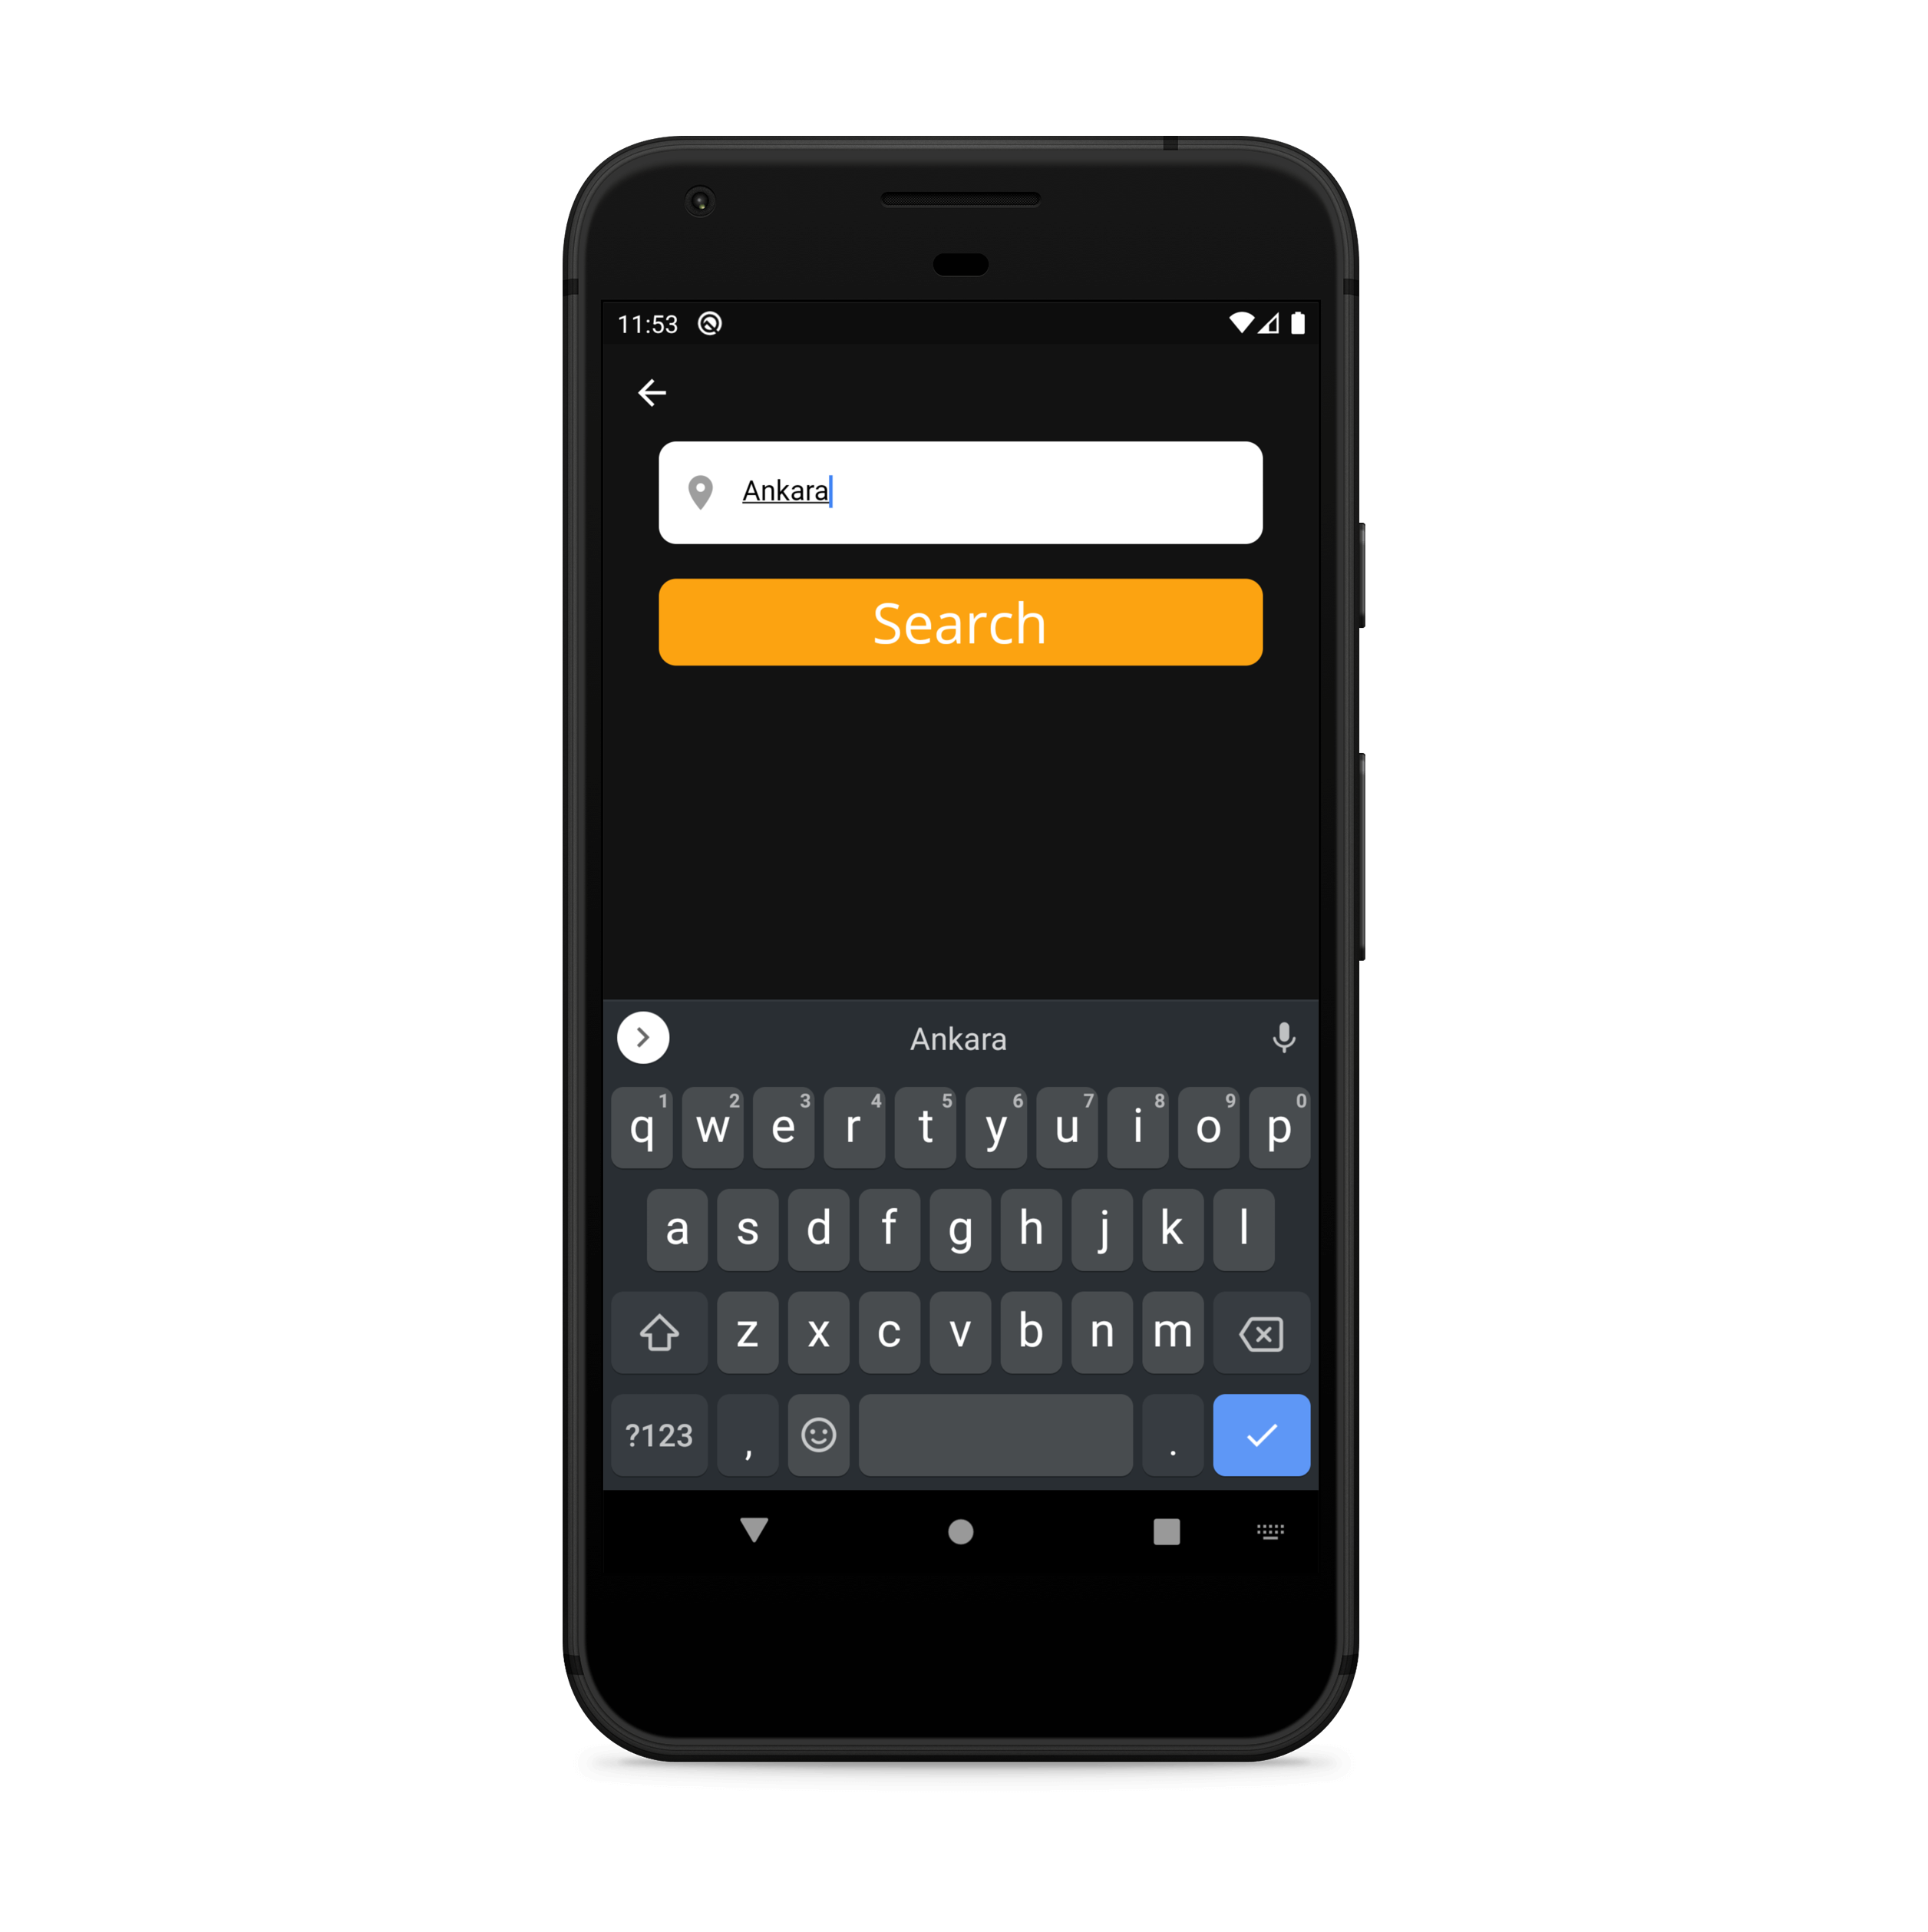 11:53
Ankara
Search
Ankara
1 2 3 4 5 6 7 8 9 0
q w e r t y u i o p
a s d f g h j k l
z x c v b n m
?123 , .